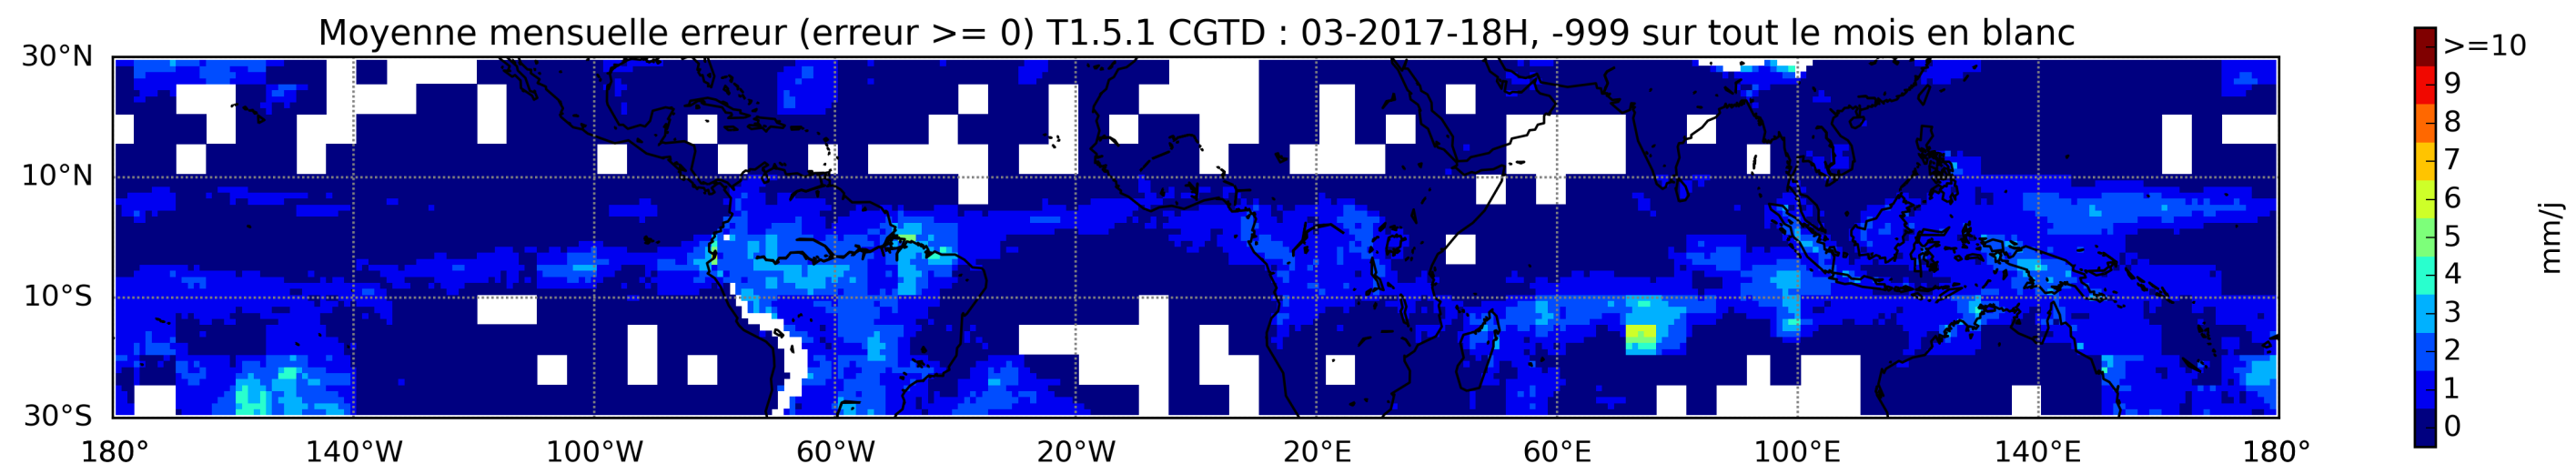 Moyenne mensuelle erreur (erreur >= 0) T1.5.1 CGTD : 03-2017-18H, -999 sur tout le mois en blanc
30°N
10°N
10°S
30°S
180° 140°W 100°W 60°W 20°W 20°E 60°E 100°E 140°E 180°
>=10
9
8
7
6
5
4
3
2
1
0
mm/j